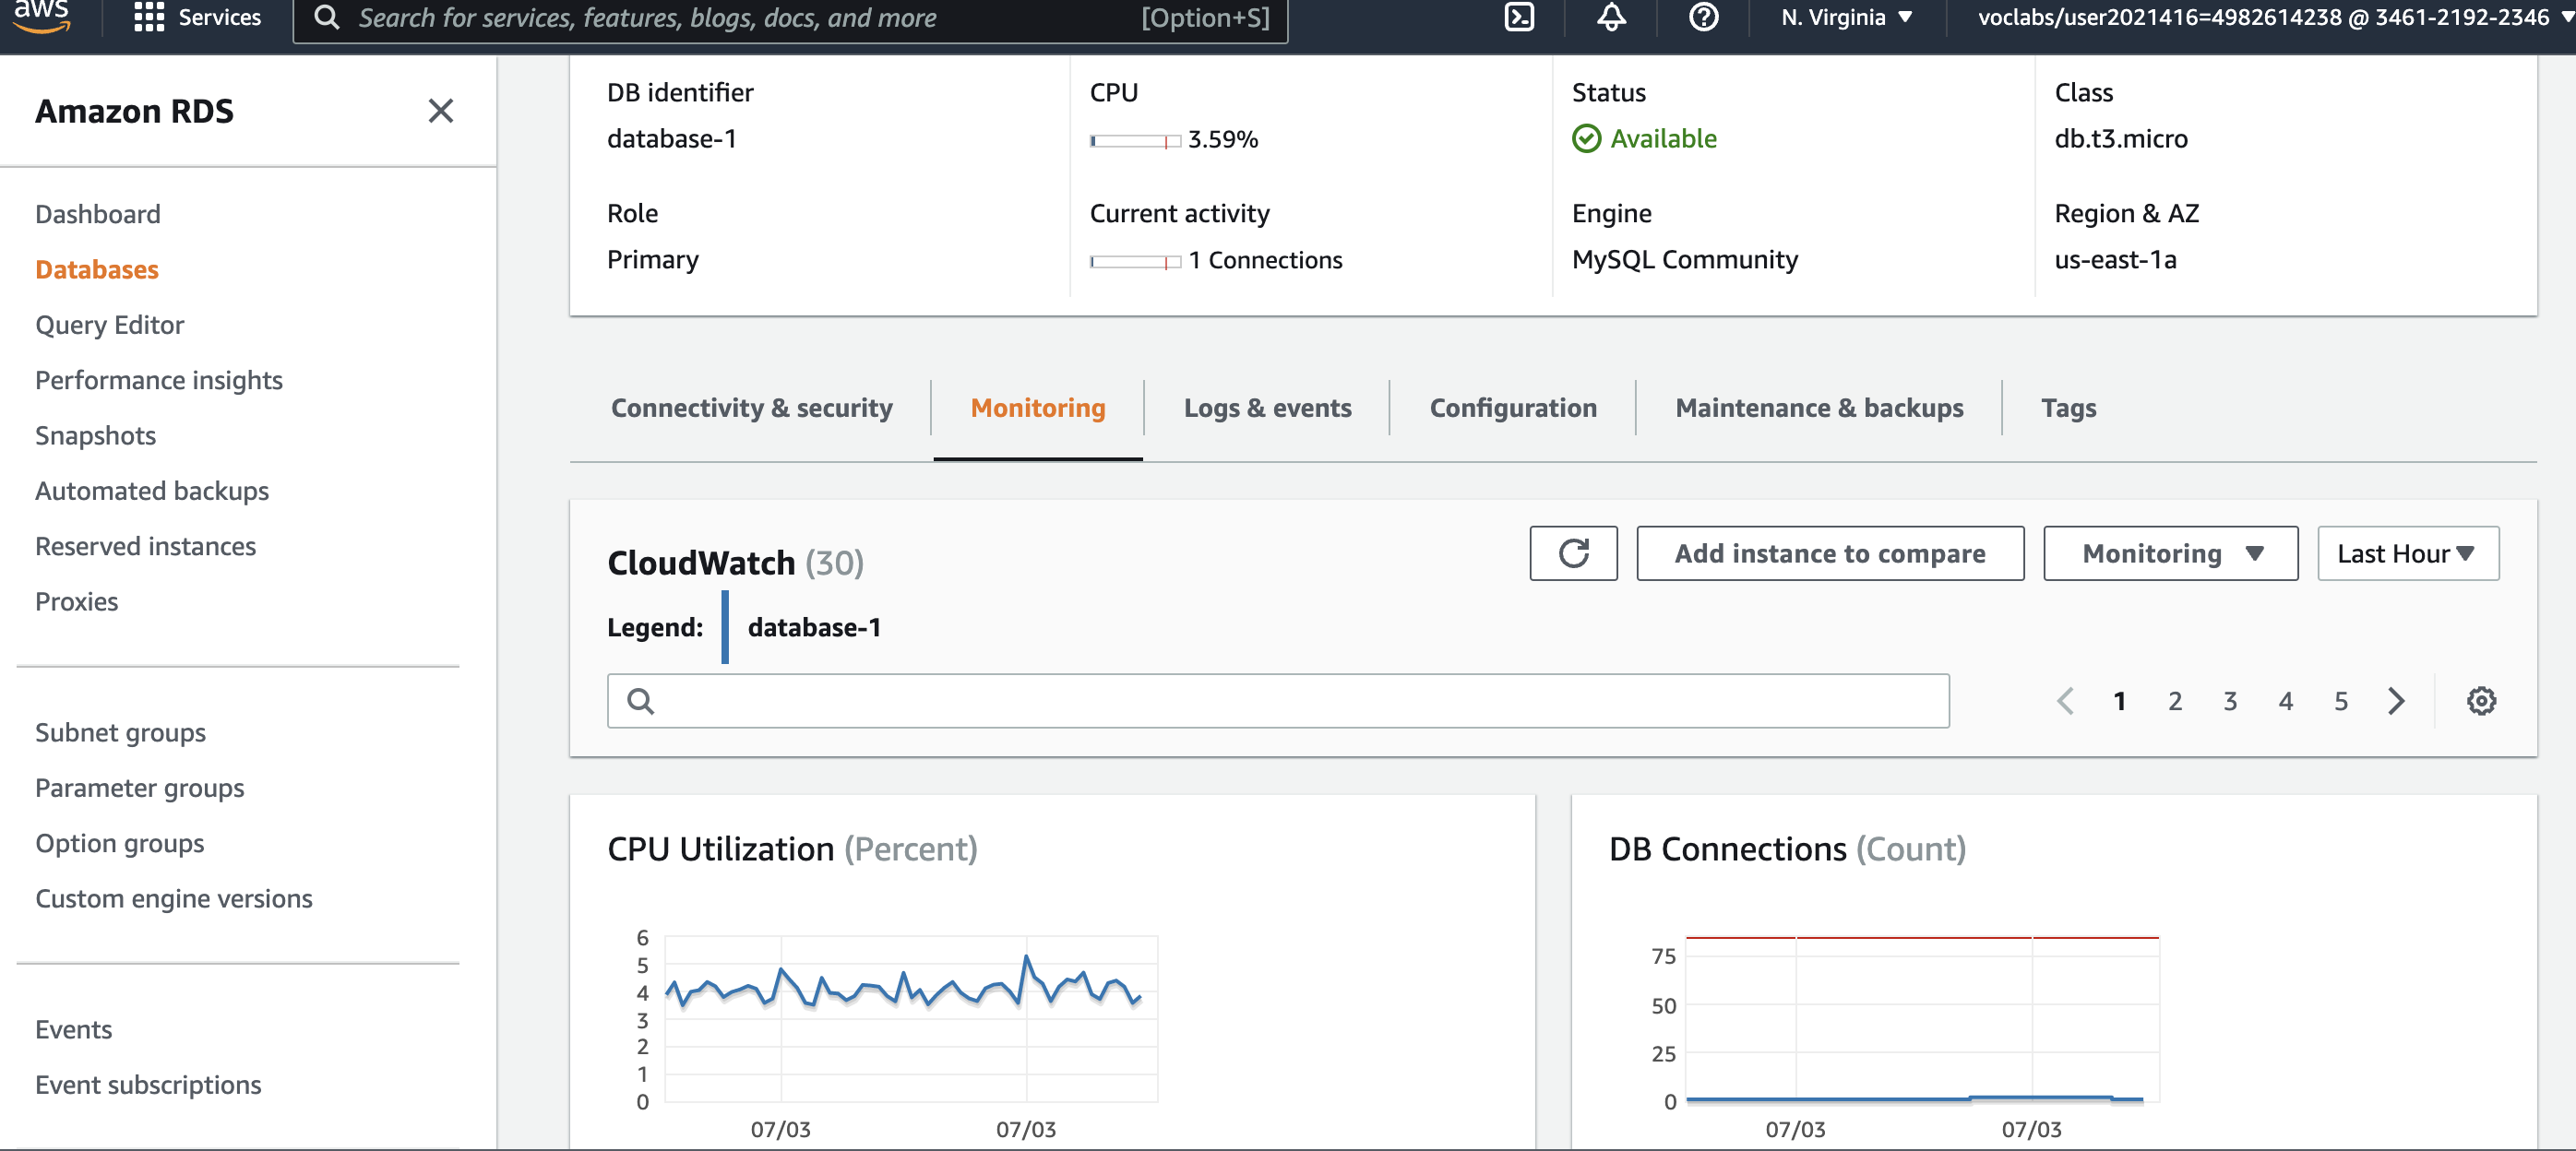 aws
Services
Search for services, features, blogs, docs, and more
[Option+S]
N. Virginia
voclabs/user2021416=4982614238 @ 3461-2192-2346
Amazon RDS
Dashboard
Databases
Query Editor
Performance insights
Snapshots
Automated backups
Reserved instances
Proxies
Subnet groups
Parameter groups
Option groups
Custom engine versions
Events
Event subscriptions
DB identifier
database-1
CPU
3.59%
Status
Available
Class
db.t3.micro
Role
Primary
Current activity
1 Connections
Engine
MySQL Community
Region & AZ
us-east-1a
Connectivity & security
Monitoring
Logs & events
Configuration
Maintenance & backups
Tags
CloudWatch (30)
Add instance to compare
Monitoring
Last Hour
Legend:
database-1
1 2 3 4 5
CPU Utilization (Percent)
6
5
4
3
2
1
0
07/03 07/03
DB Connections (Count)
75
50
25
0
07/03 07/03